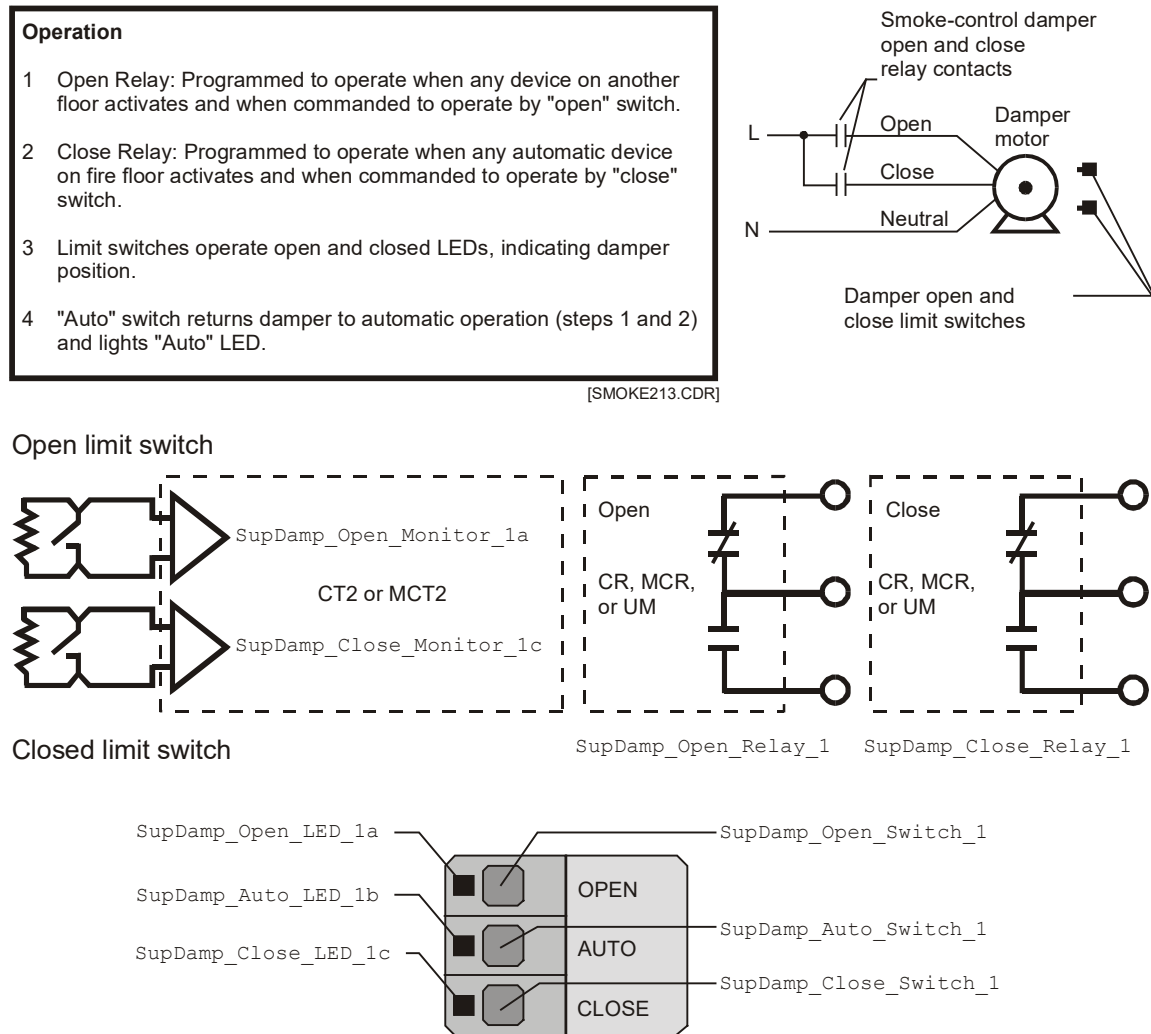 Operation
1 Open Relay: Programmed to operate when any device on another
floor activates and when commanded to operate by "open" switch.
2 Close Relay: Programmed to operate when any automatic device
on fire floor activates and when commanded to operate by "close"
switch.
3 Limit switches operate open and closed LEDs, indicating damper
position.
4 "Auto" switch returns damper to automatic operation (steps 1 and 2)
and lights "Auto" LED.
[SMOKE213.CDR]
Smoke-control damper
open and close
relay contacts
L
Open
Close
N
Neutral
Damper
motor
Damper open and
close limit switches
Open limit switch
SupDamp_Open_Monitor_1a
CT2 or MCT2
SupDamp_Close_Monitor_1c
Closed limit switch
Open
CR, MCR,
or UM
SupDamp_Open_Relay_1
Close
CR, MCR,
or UM
SupDamp_Close_Relay_1
SupDamp_Open_LED_1a
SupDamp_Auto_LED_1b
SupDamp_Close_LED_1c
OPEN
AUTO
CLOSE
SupDamp_Open_Switch_1
SupDamp_Auto_Switch_1
SupDamp_Close_Switch_1